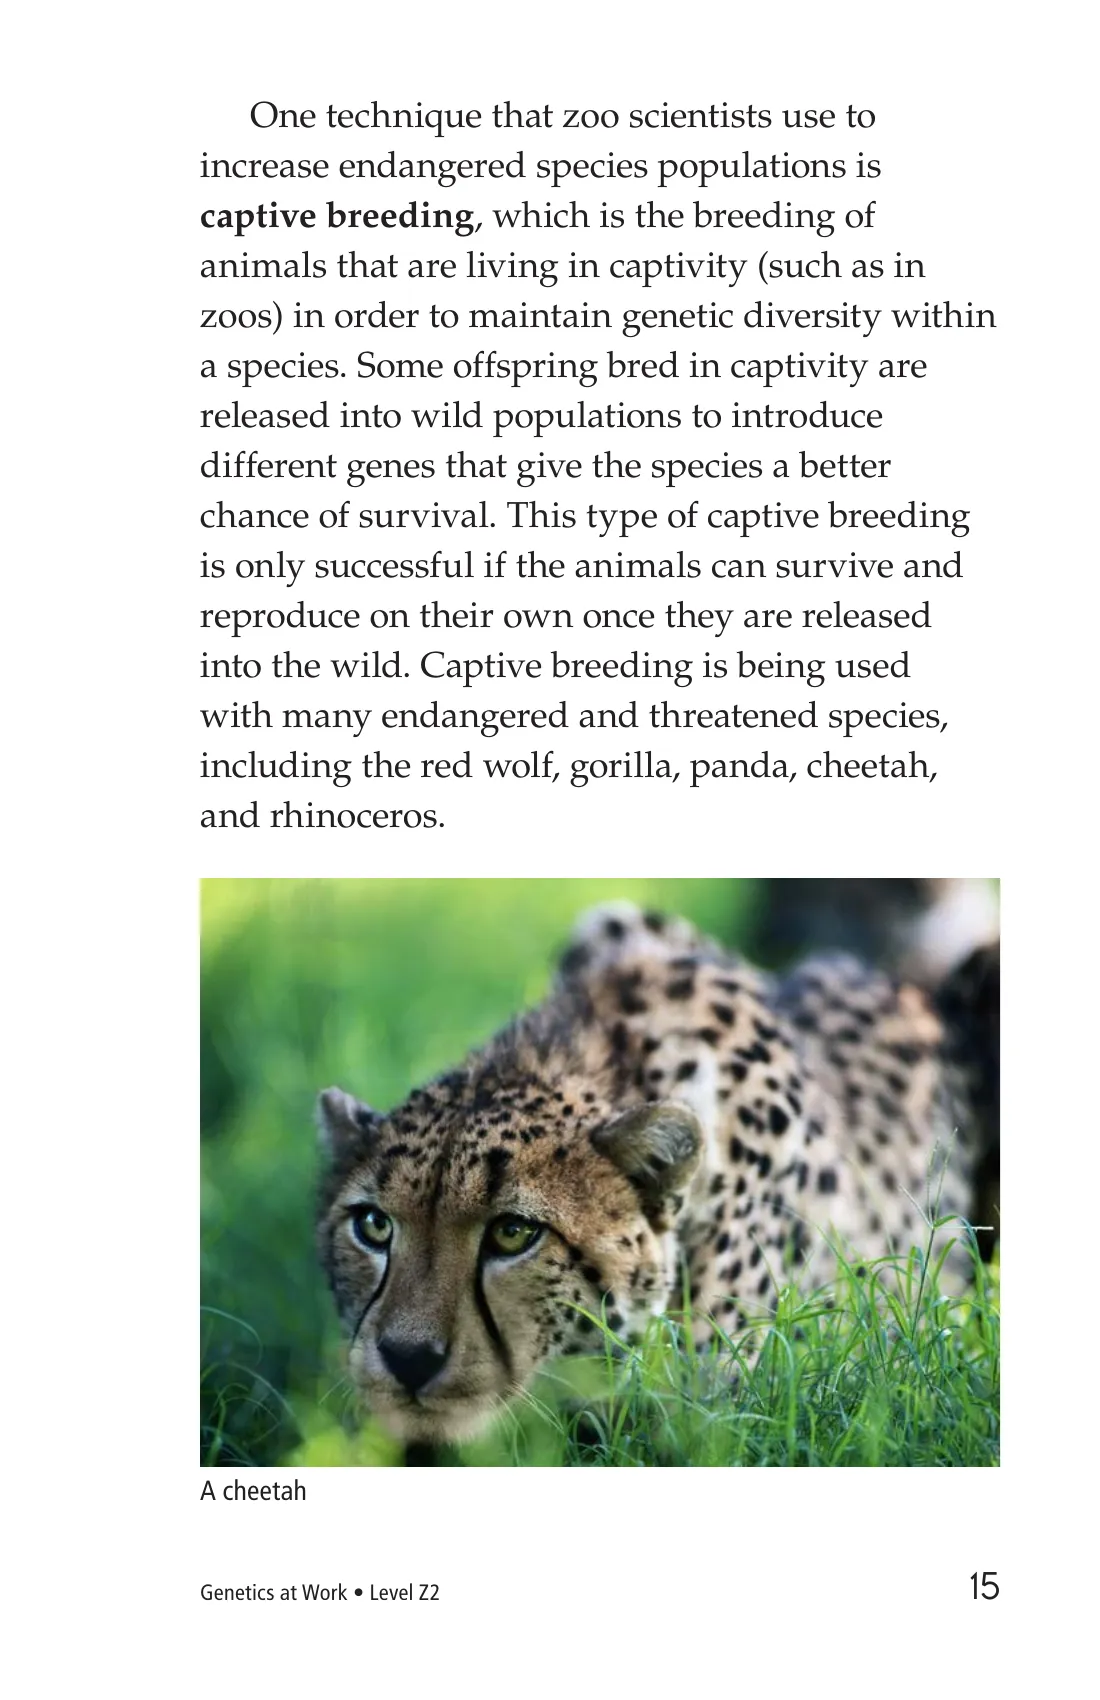 One technique that zoo scientists use to
increase endangered species populations is
captive breeding, which is the breeding of
animals that are living in captivity (such as in
zoos) in order to maintain genetic diversity within
a species. Some offspring bred in captivity are
released into wild populations to introduce
different genes that give the species a better
chance of survival. This type of captive breeding
is only successful if the animals can survive and
reproduce on their own once they are released
into the wild. Captive breeding is being used
with many endangered and threatened species,
including the red wolf, gorilla, panda, cheetah,
and rhinoceros.
A cheetah
Genetics at Work • Level Z2 15